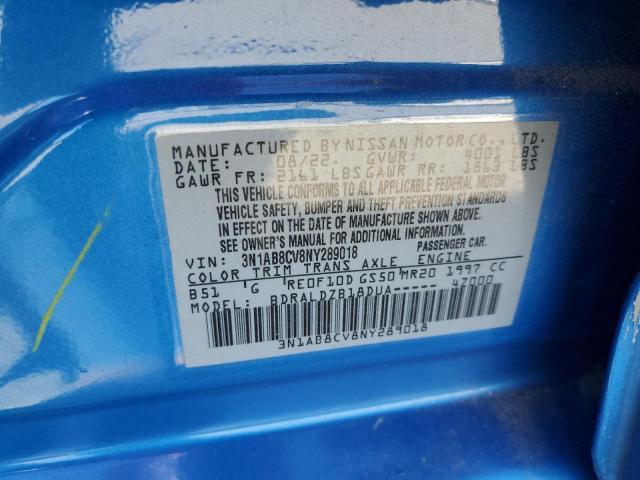 MANUFACTURED BY NISSAN MOTOR CO., LTD.
DATE: 08/22 GVWR: 4001 LBS
GAWR FR: 2161 LBS GAWR RR: 1863 LBS
THIS VEHICLE CONFORMS TO ALL APPLICABLE FEDERAL MOTOR
VEHICLE SAFETY, BUMPER AND THEFT PREVENTION STANDARDS
IN EFFECT ON THE DATE OF MANUFACTURE SHOWN ABOVE.
SEE OWNER'S MANUAL FOR ADDITIONAL INFORMATION.
VIN: 3N1AB8CV8NY289018 PASSENGER CAR.
COLOR TRIM TRANS AXLE ENGINE
B51 G RE0F10D GS50 MR20 1997 CC
BDRALDZB18DUA----- 4Z000
3N1AB8CV8NY289018